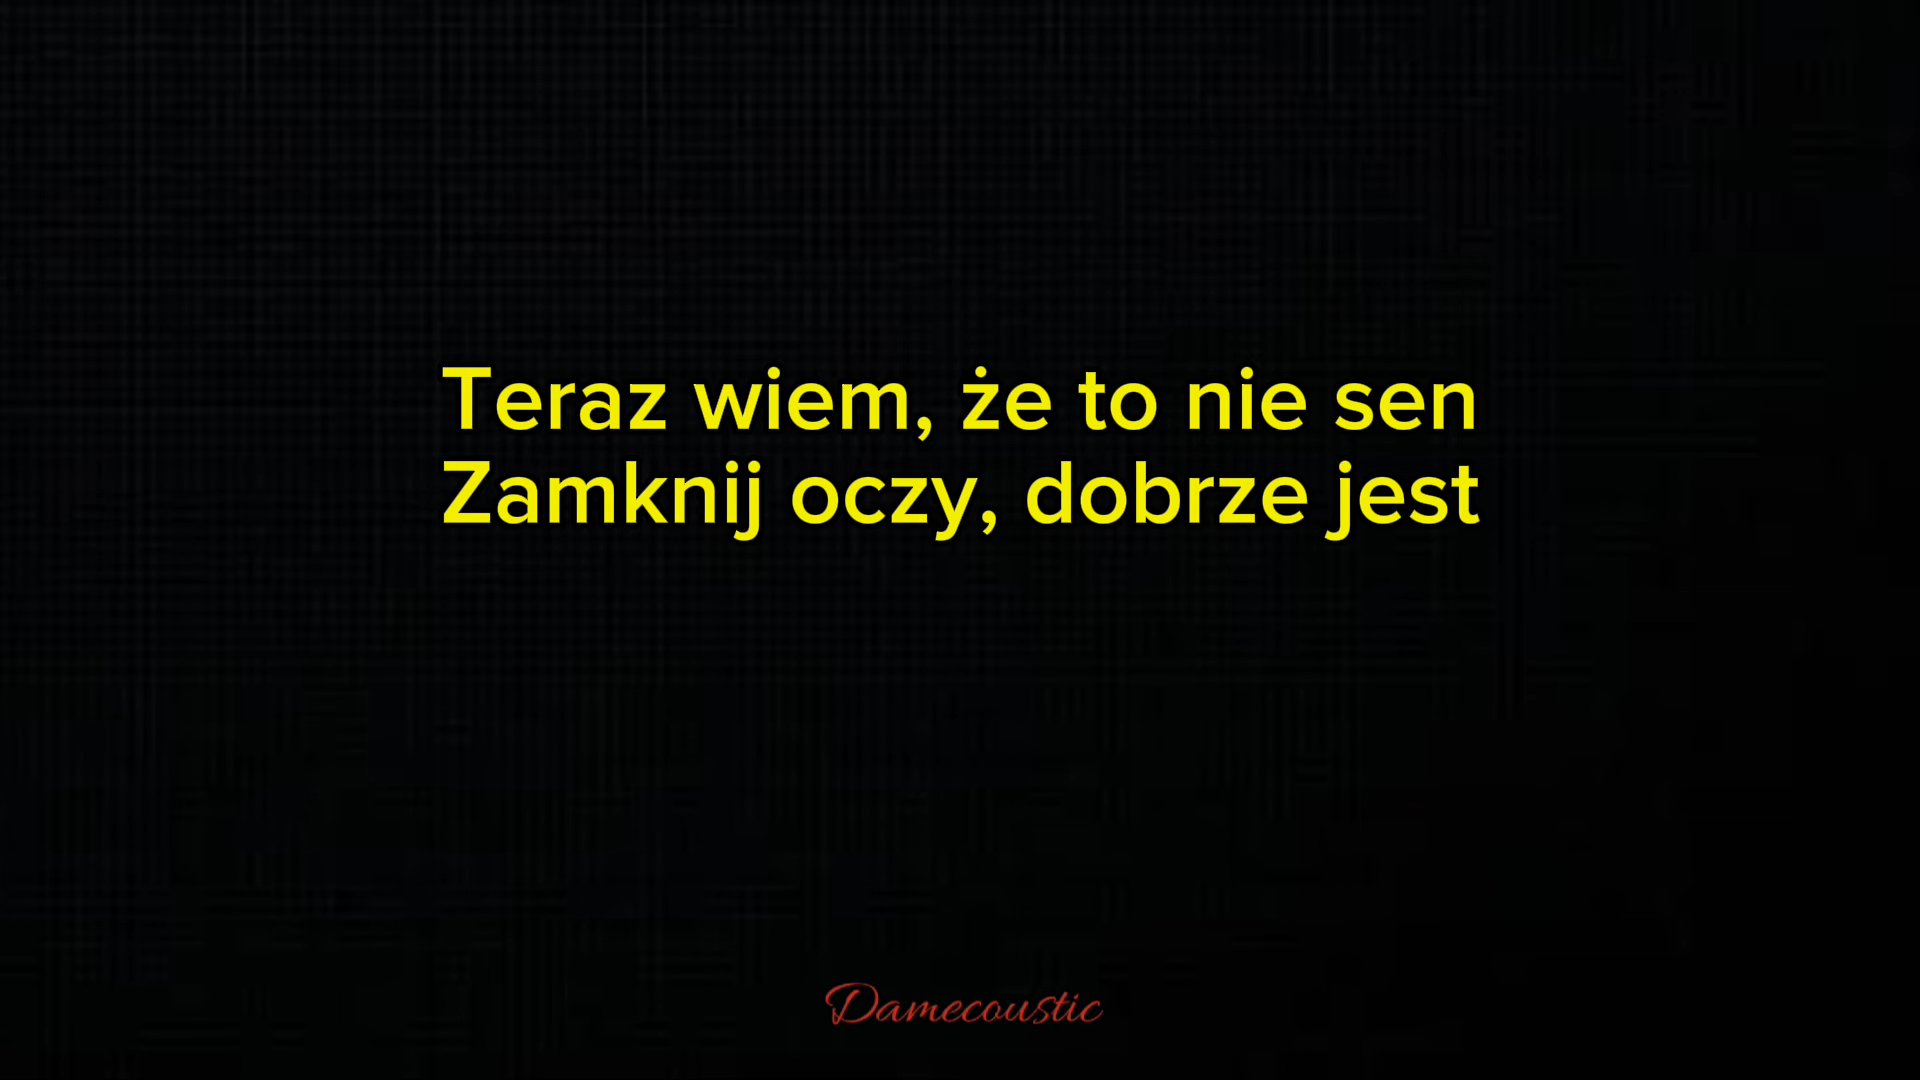 Teraz wiem, że to nie sen
Zamknij oczy, dobrze jest
Damecoustic